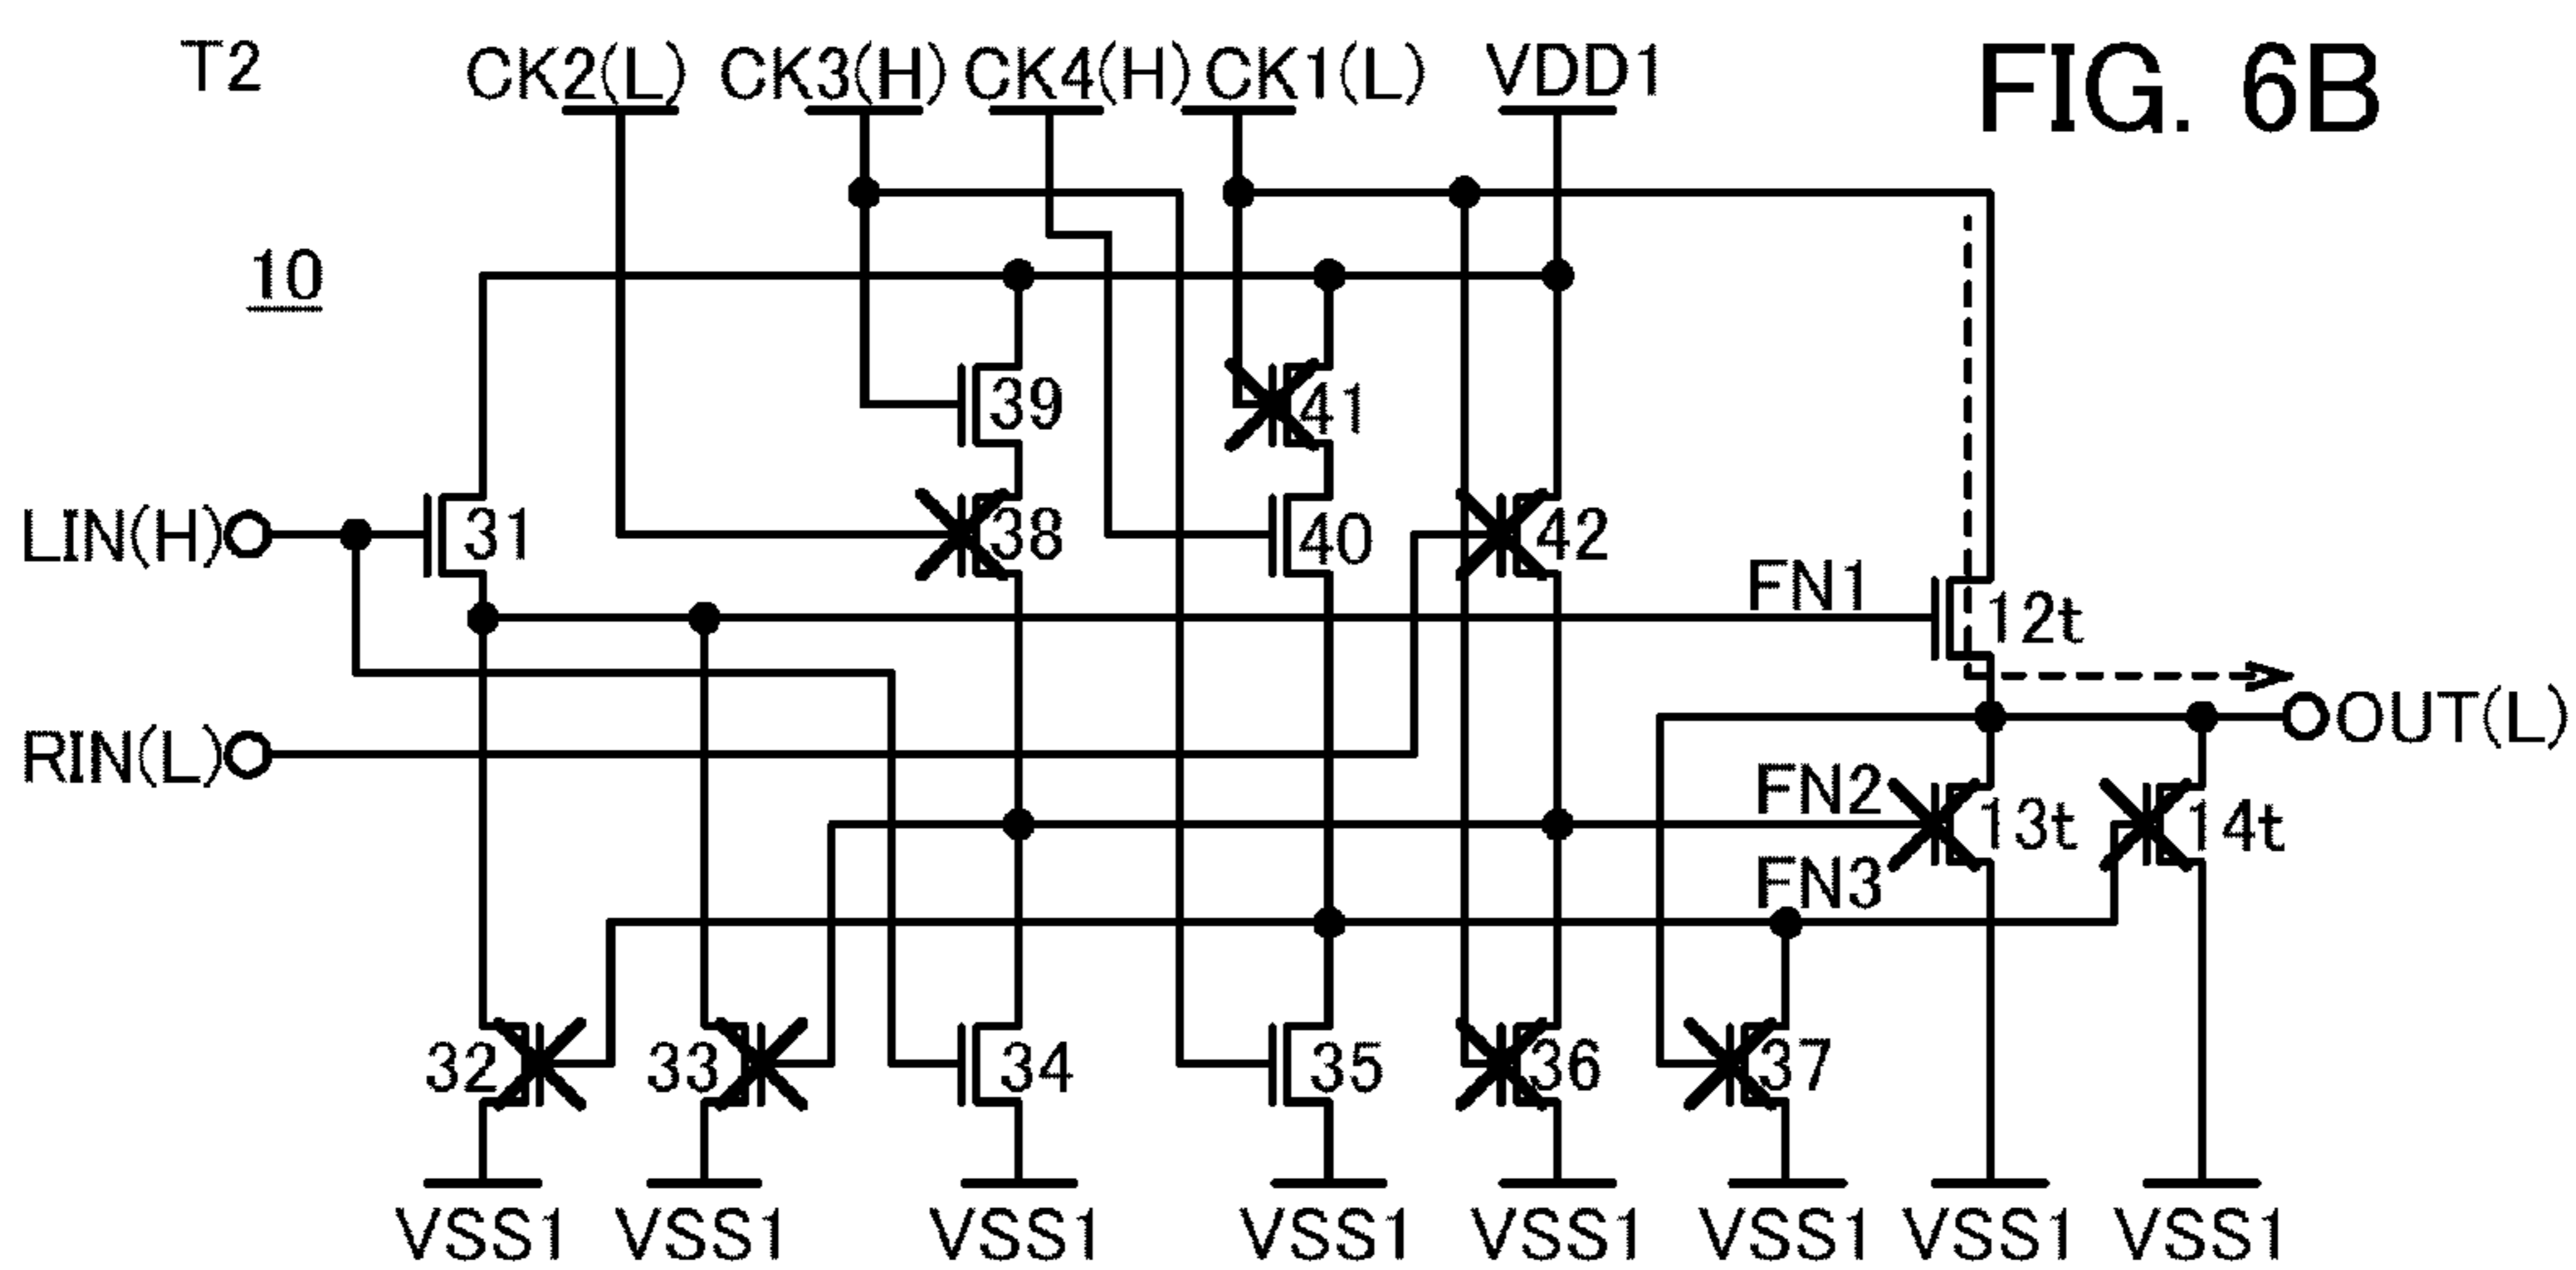 T2 CK2(L) CK3(H) CK4(H) CK1(L) VDD1 FIG. 6B
10
39 41
LIN(H) 31 38 40 42
FN1 12t
OUT(L)
RIN(L) FN2 13t 14t
FN3
32 33 34 35 36 37
VSS1 VSS1 VSS1 VSS1 VSS1 VSS1 VSS1 VSS1